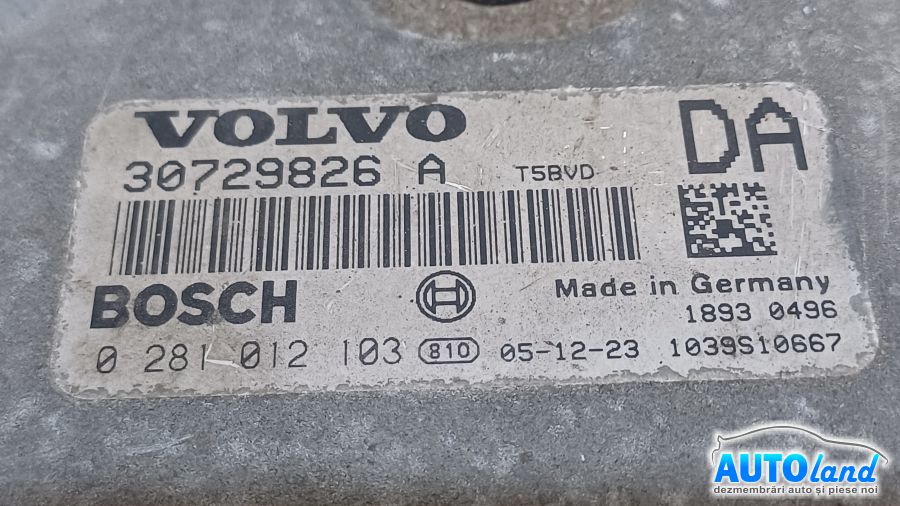 VOLVO
30729826 A T5BVD DA
BOSCH Made in Germany
1893 0496
0 281 012 103 810 05-12-23 1039S10667
AUTOland
dezmembrări auto și piese noi